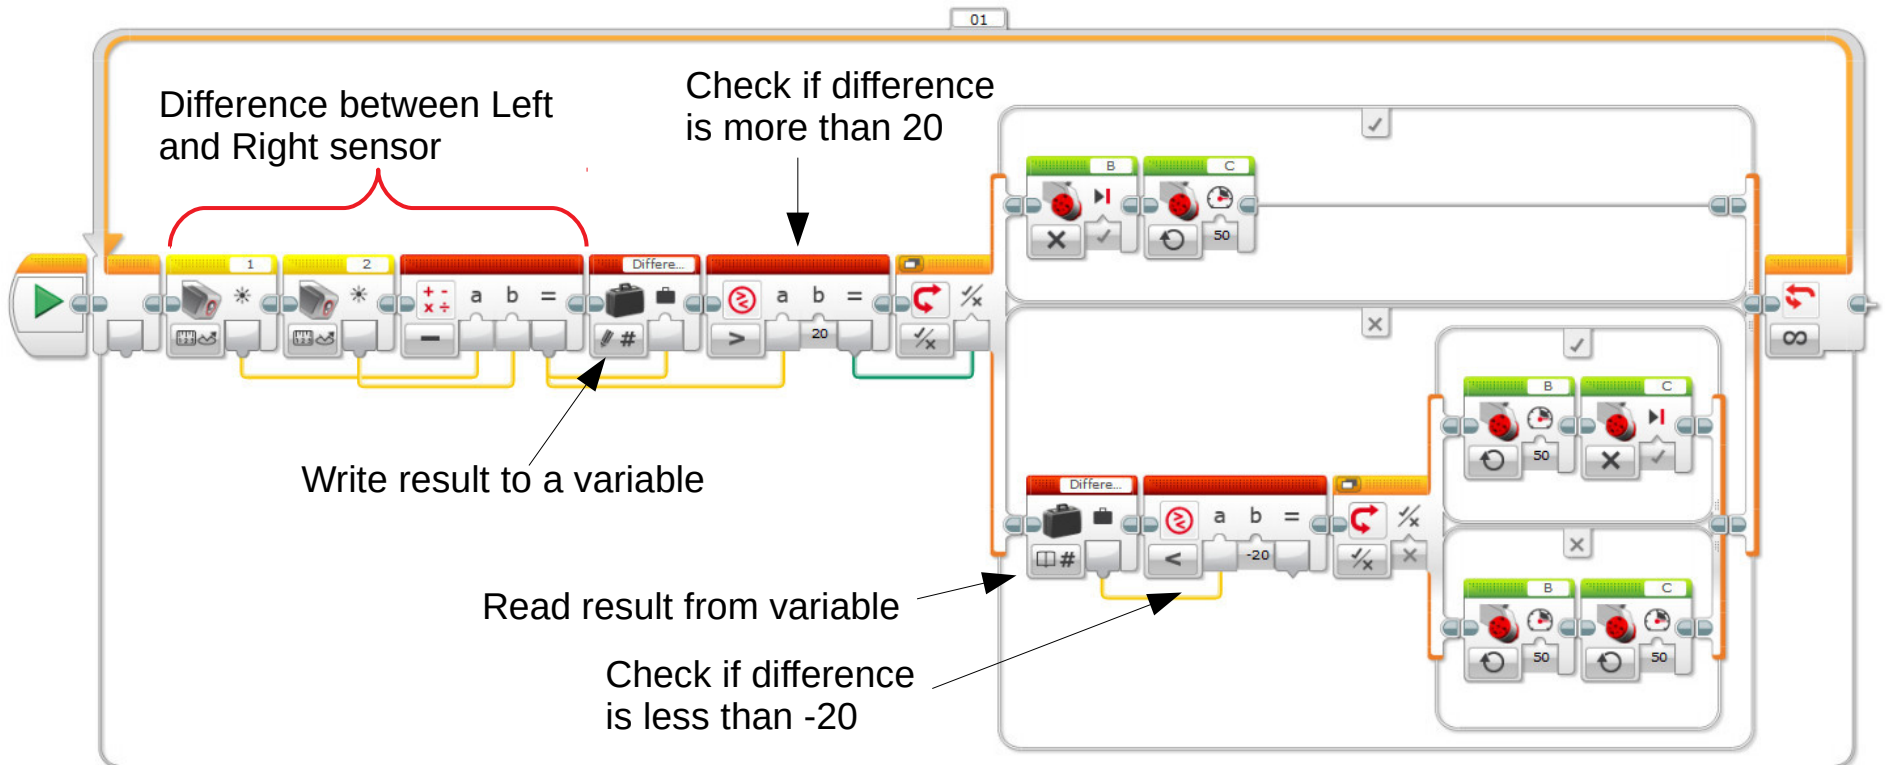 01
Difference between Left
and Right sensor
Check if difference
is more than 20
B
C
50
1
2
a b =
Differe...
#
a b =
20
B
C
50
Write result to a variable
Differe...
#
a b =
-20
Read result from variable
B
C
50
50
Check if difference
is less than -20